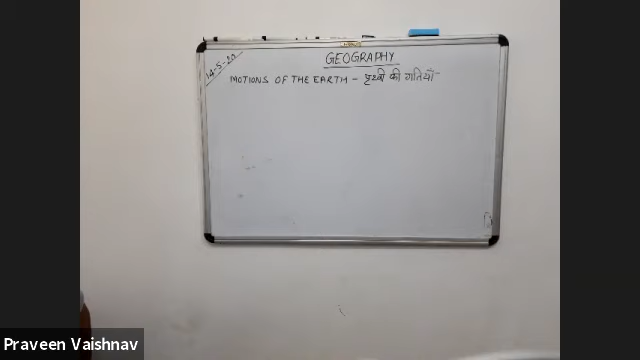 14-5-20
GEOGRAPHY
MOTIONS OF THE EARTH - पृथ्वी की गतियाँ
Praveen Vaishnav